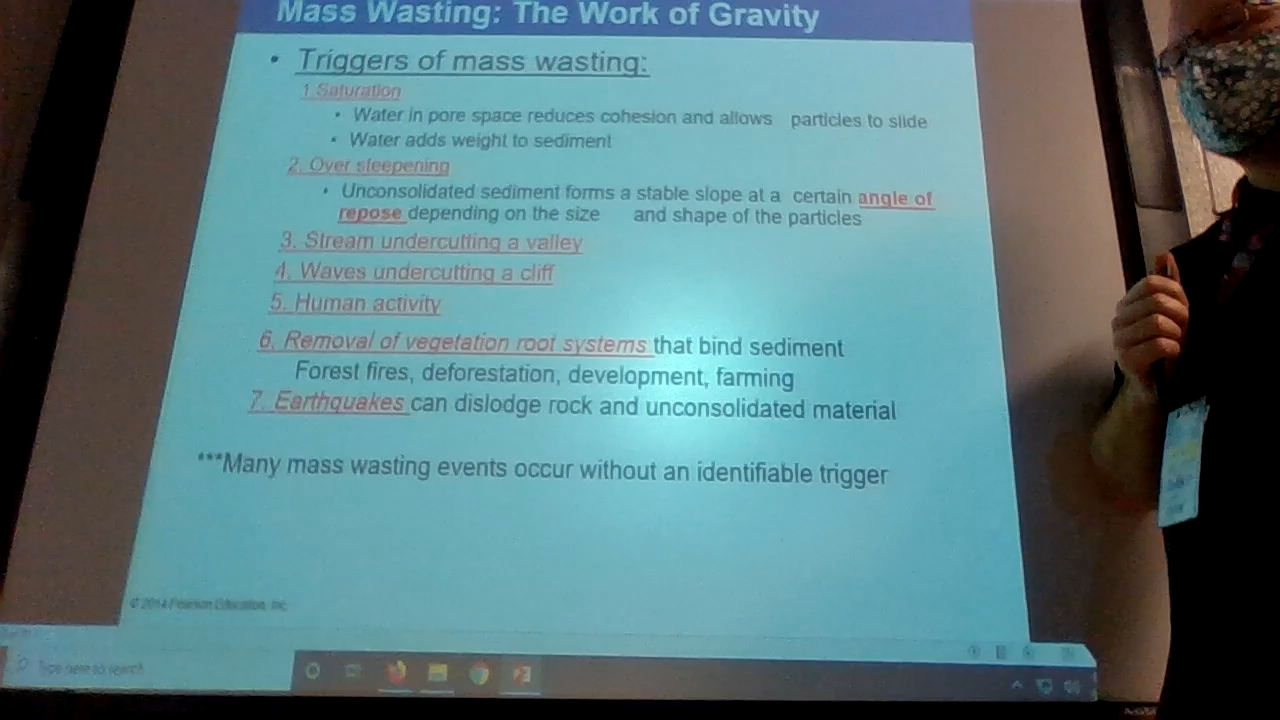 Mass Wasting: The Work of Gravity
• Triggers of mass wasting:
1.Saturation
• Water in pore space reduces cohesion and allows particles to slide
• Water adds weight to sediment
2. Over steepening
• Unconsolidated sediment forms a stable slope at a certain angle of
repose depending on the size and shape of the particles
3. Stream undercutting a valley
4. Waves undercutting a cliff
5. Human activity
6. Removal of vegetation root systems that bind sediment
Forest fires, deforestation, development, farming
7. Earthquakes can dislodge rock and unconsolidated material
***Many mass wasting events occur without an identifiable trigger
© 2014 Pearson Education, Inc.
Type here to search